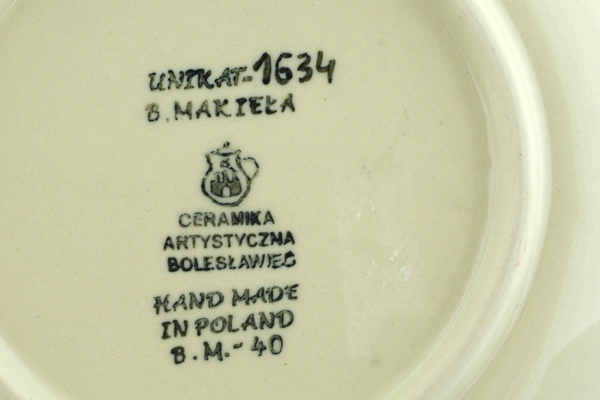 UNIKAT-1634
B. MAKIEŁA
CERAMIKA
ARTYSTYCZNA
BOLESŁAWIEC
HAND MADE
IN POLAND
B.M.-40